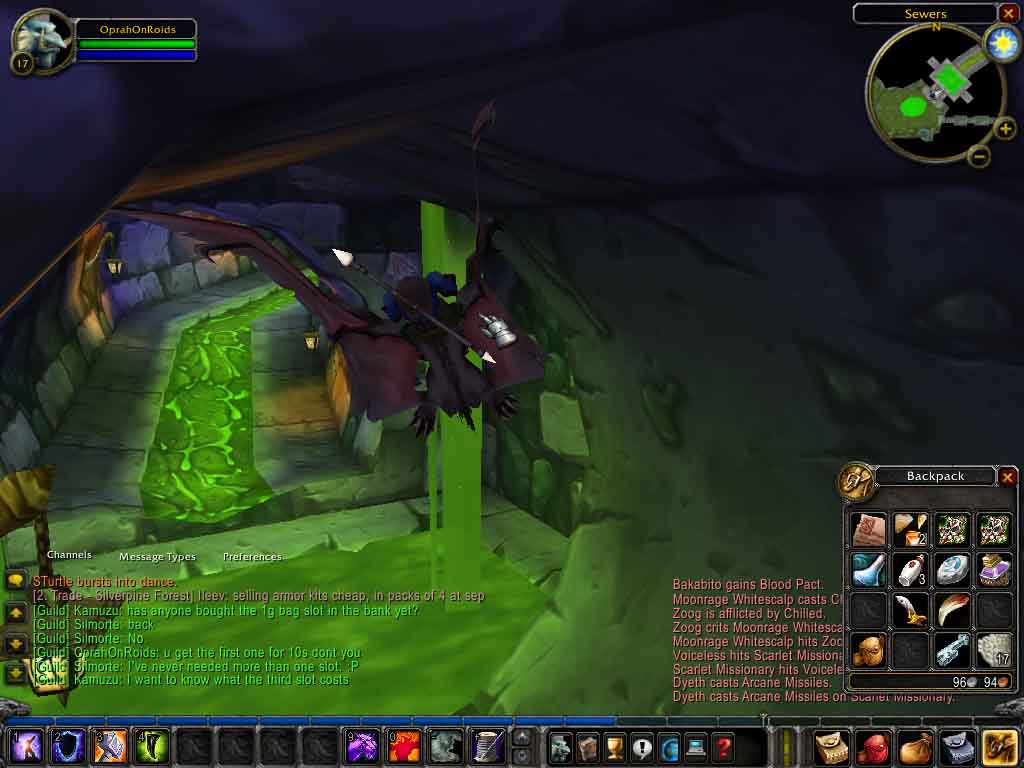 OprahOnRoids
17
Sewers
N
Backpack
2
3
17
96 94
Channels Message Types Preferences
STurtle bursts into dance.
[2. Trade - Silverpine Forest] Ileev: selling armor kits cheap, in packs of 4 at sep
[Guild] Kamuzu: has anyone bought the 1g bag slot in the bank yet?
[Guild] Silmorte: back
[Guild] Silmorte: No.
[Guild] OprahOnRoids: u get the first one for 10s dont you
[Guild] Silmorte: I've never needed more than one slot. :P
[Guild] Kamuzu: I want to know what the third slot costs
Bakabito gains Blood Pact.
Moonrage Whitescalp casts
Zoog is afflicted by Chilled.
Zoog crits Moonrage
Moonrage Whitescalp hits
Voiceless hits Scarlet
Scarlet Missionary hits
Dyeth casts Arcane Missiles.
Dyeth casts Arcane Missiles on Scarlet Missionary.
1 3 4 9 0